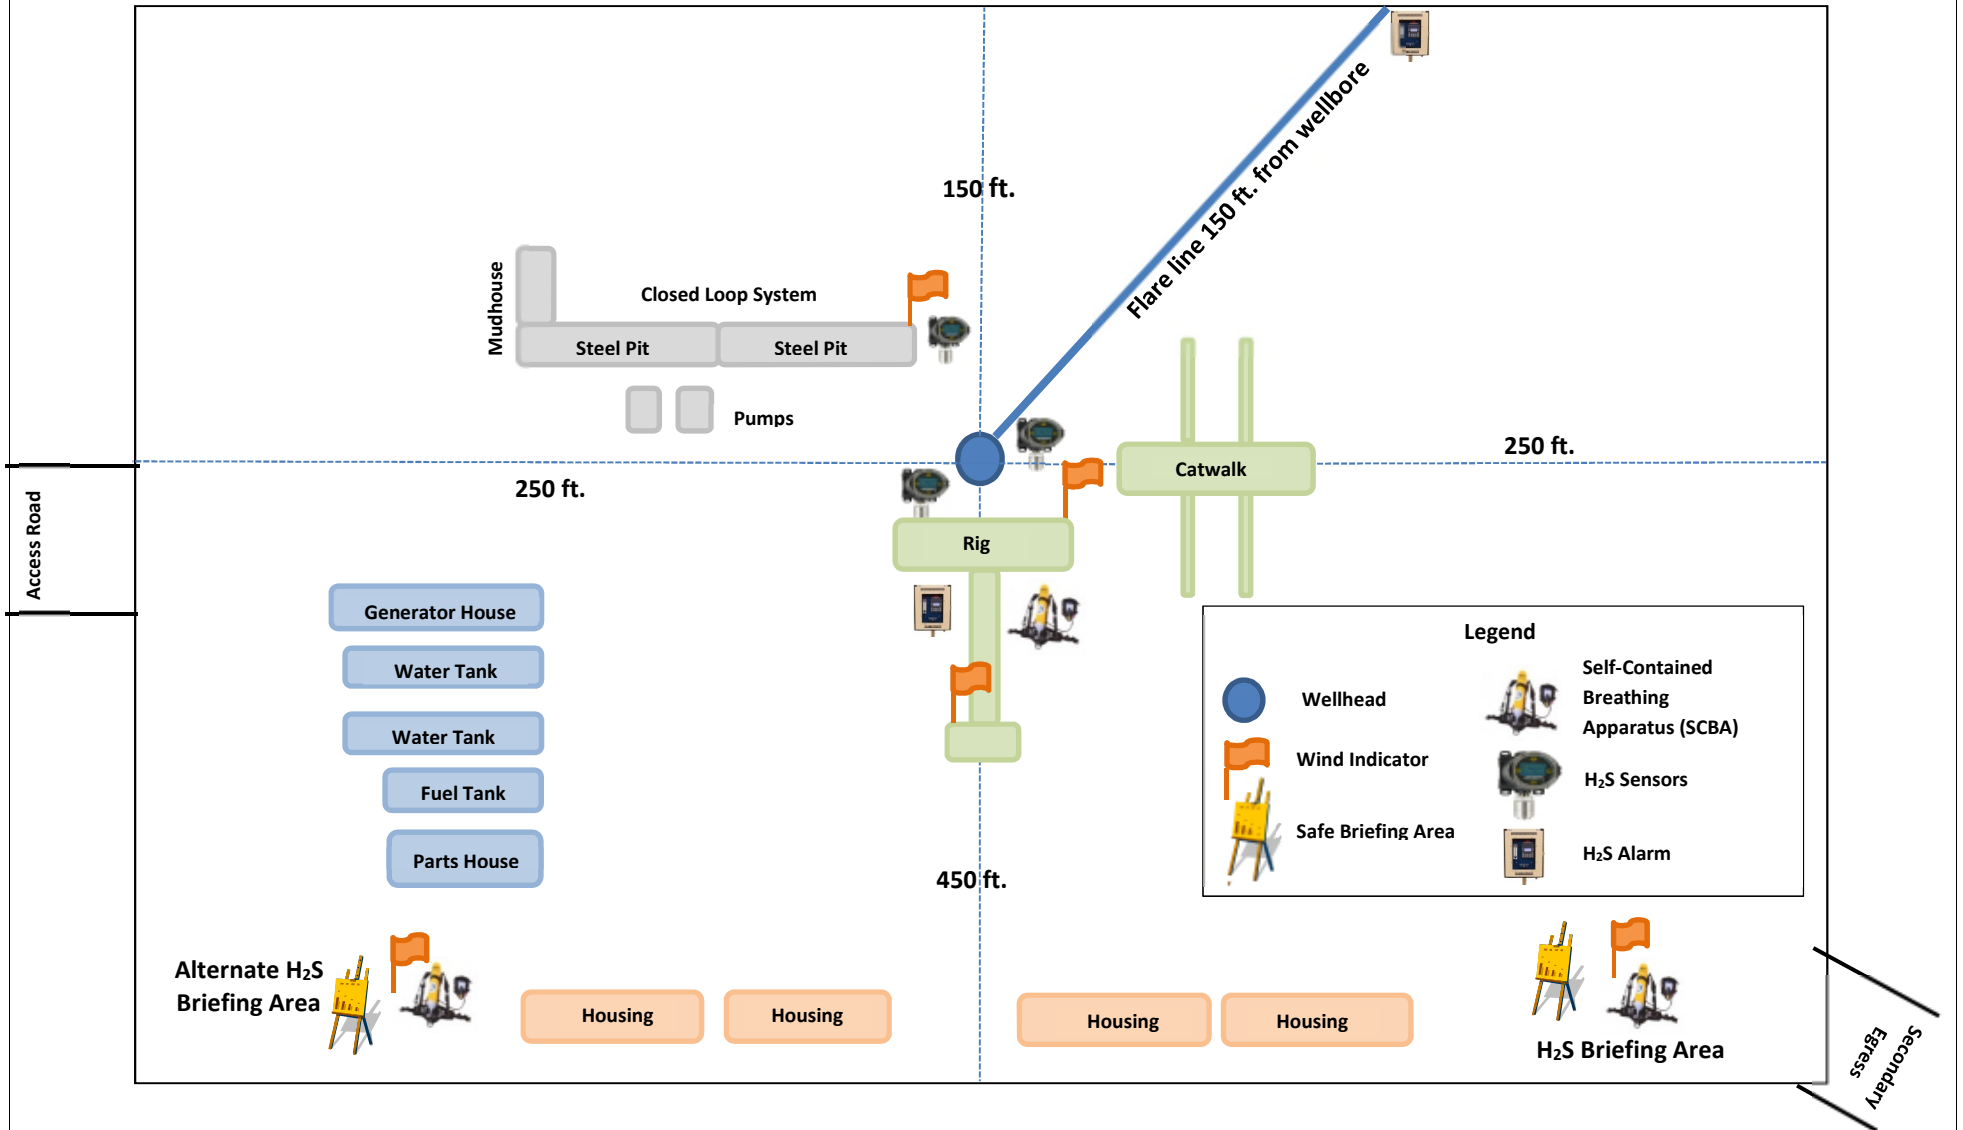 150 ft.
Flare line 150 ft. from wellbore
Mudhouse
Closed Loop System
Steel Pit
Steel Pit
Pumps
250 ft.
Catwalk
250 ft.
Access Road
Rig
Generator House
Water Tank
Water Tank
Fuel Tank
Parts House
Legend
Wellhead
Self-Contained
Breathing
Apparatus (SCBA)
Wind Indicator
H₂S Sensors
Safe Briefing Area
H₂S Alarm
450 ft.
Alternate H₂S
Briefing Area
Housing
Housing
Housing
Housing
H₂S Briefing Area
Secondary
Egress